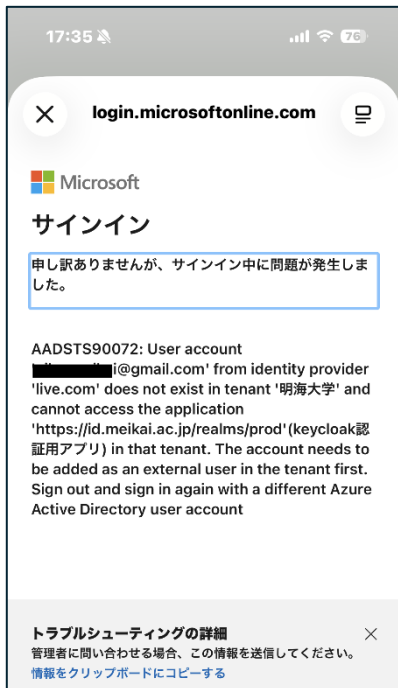 17:35
76
login.microsoftonline.com
Microsoft
サインイン
申し訳ありませんが、サインイン中に問題が発生しま
した。
AADSTS90072: User account
i@gmail.com' from identity provider
'live.com' does not exist in tenant '明海大学' and
cannot access the application
'https://id.meikai.ac.jp/realms/prod'(keycloak認
証用アプリ) in that tenant. The account needs to
be added as an external user in the tenant first.
Sign out and sign in again with a different Azure
Active Directory user account
トラブルシューティングの詳細
管理者に問い合わせる場合、この情報を送信してください。
情報をクリップボードにコピーする